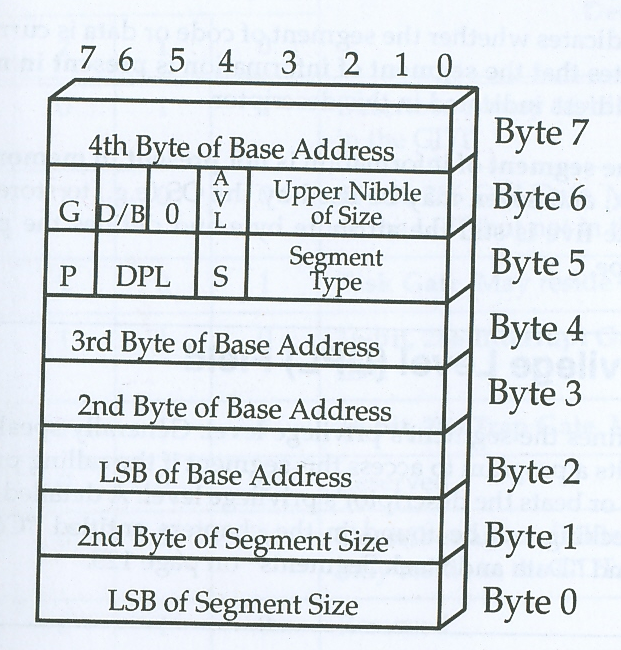 7 6 5 4 3 2 1 0
4th Byte of Base Address Byte 7
G D/B 0 AVL Upper Nibble of Size Byte 6
P DPL S Segment Type Byte 5
3rd Byte of Base Address Byte 4
2nd Byte of Base Address Byte 3
LSB of Base Address Byte 2
2nd Byte of Segment Size Byte 1
LSB of Segment Size Byte 0